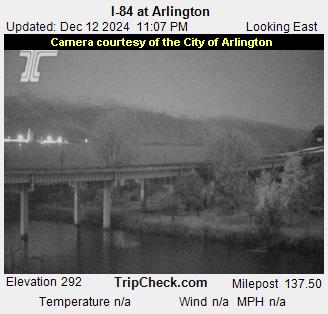 I-84 at Arlington
Updated: Dec 12 2024 11:07 PM Looking East
Camera courtesy of the City of Arlington
Elevation 292 TripCheck.com Milepost 137.50
Temperature n/a Wind n/a MPH n/a